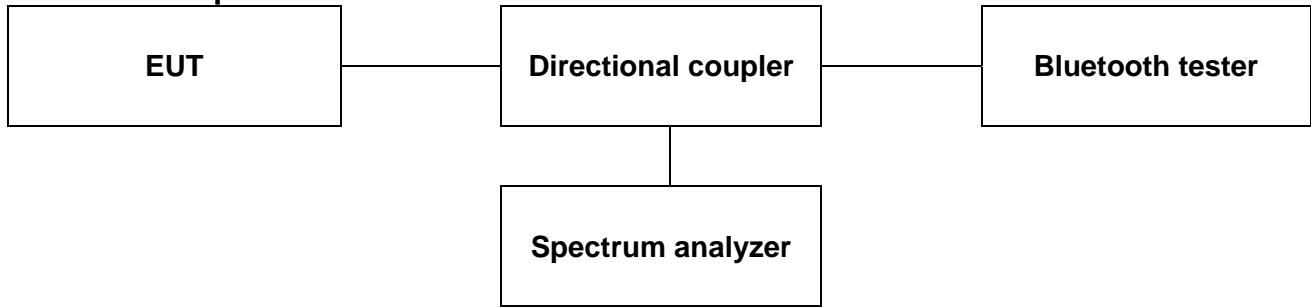 EUT
Directional coupler
Bluetooth tester
Spectrum analyzer